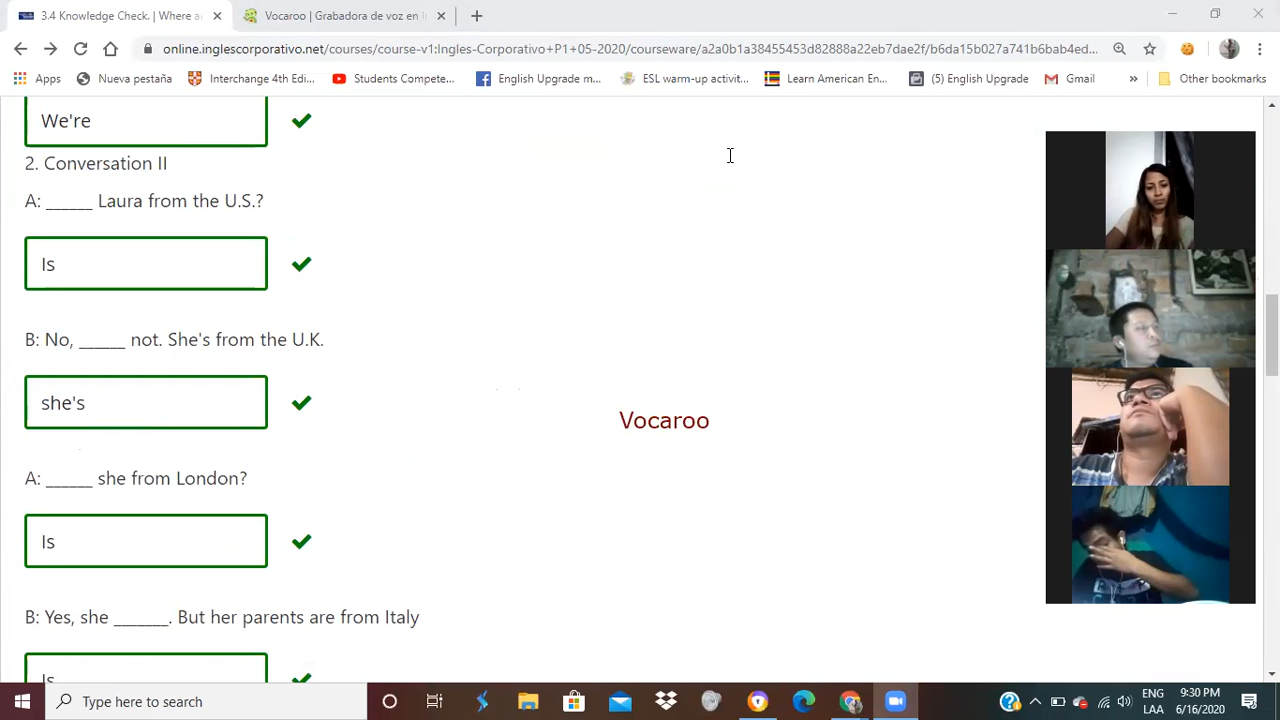 3.4 Knowledge Check. | Where a
Vocaroo | Grabadora de voz en l
online.inglescorporativo.net/courses/course-v1:Ingles-Corporativo+P1+05-2020/courseware/a2a0b1a38455453d82888a22eb7dae2f/b6da15b027a741b6bab4ed...
Apps
Nueva pestaña
Interchange 4th Edi...
Students Compete...
English Upgrade m...
ESL warm-up activit...
Learn American En...
(5) English Upgrade
Gmail
»
Other bookmarks
We're
2. Conversation II
A: ______ Laura from the U.S.?
Is
B: No, ______ not. She's from the U.K.
she's
Vocaroo
A: ______ she from London?
Is
B: Yes, she _______. But her parents are from Italy
Is
Type here to search
ENG
LAA
9:30 PM
6/16/2020